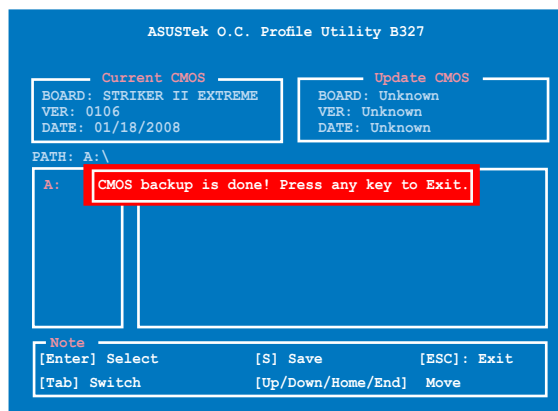 ASUSTek O.C. Profile Utility B327
Current CMOS
BOARD: STRIKER II EXTREME
VER: 0106
DATE: 01/18/2008
Update CMOS
BOARD: Unknown
VER: Unknown
DATE: Unknown
PATH: A:\
A:
CMOS backup is done! Press any key to Exit.
Note
[Enter] Select [S] Save [ESC]: Exit
[Tab] Switch [Up/Down/Home/End] Move